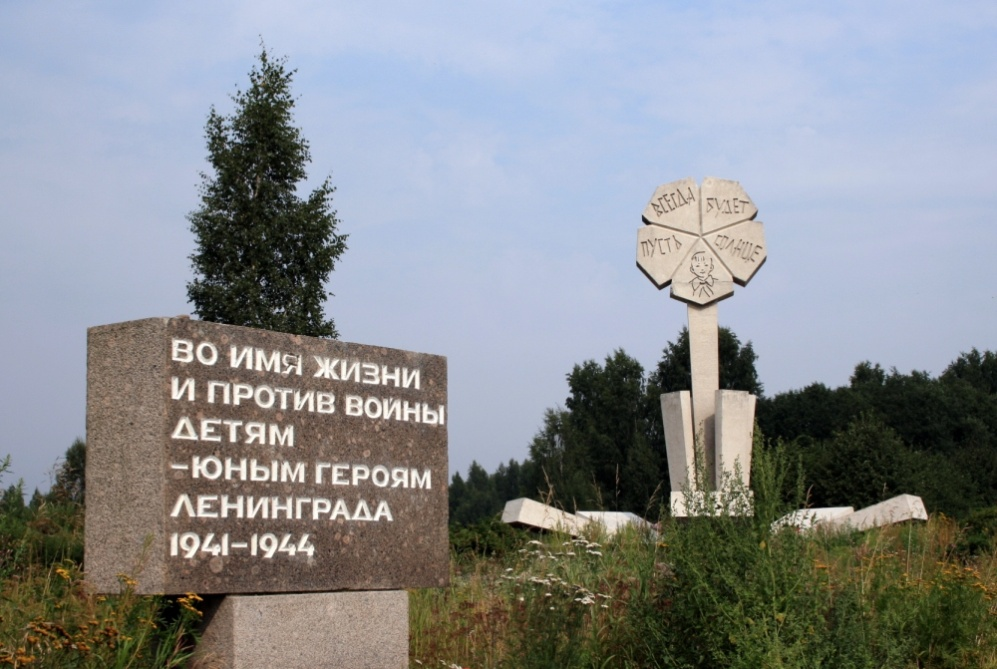 ВО ИМЯ ЖИЗНИ
И ПРОТИВ ВОЙНЫ
ДЕТЯМ
–ЮНЫМ ГЕРОЯМ
ЛЕНИНГРАДА
1941–1944
ПУСТЬ
ВСЕГДА
БУДЕТ
СОЛНЦЕ